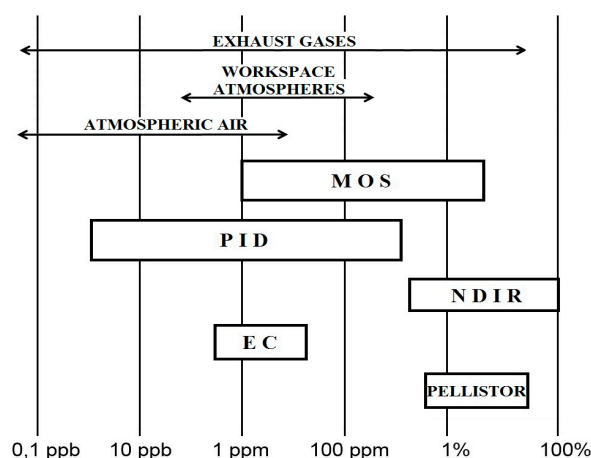 EXHAUST GASES
WORKSPACE
ATMOSPHERES
ATMOSPHERIC AIR
M O S
P I D
N D I R
E C
PELLISTOR
0,1 ppb 10 ppb 1 ppm 100 ppm 1% 100%